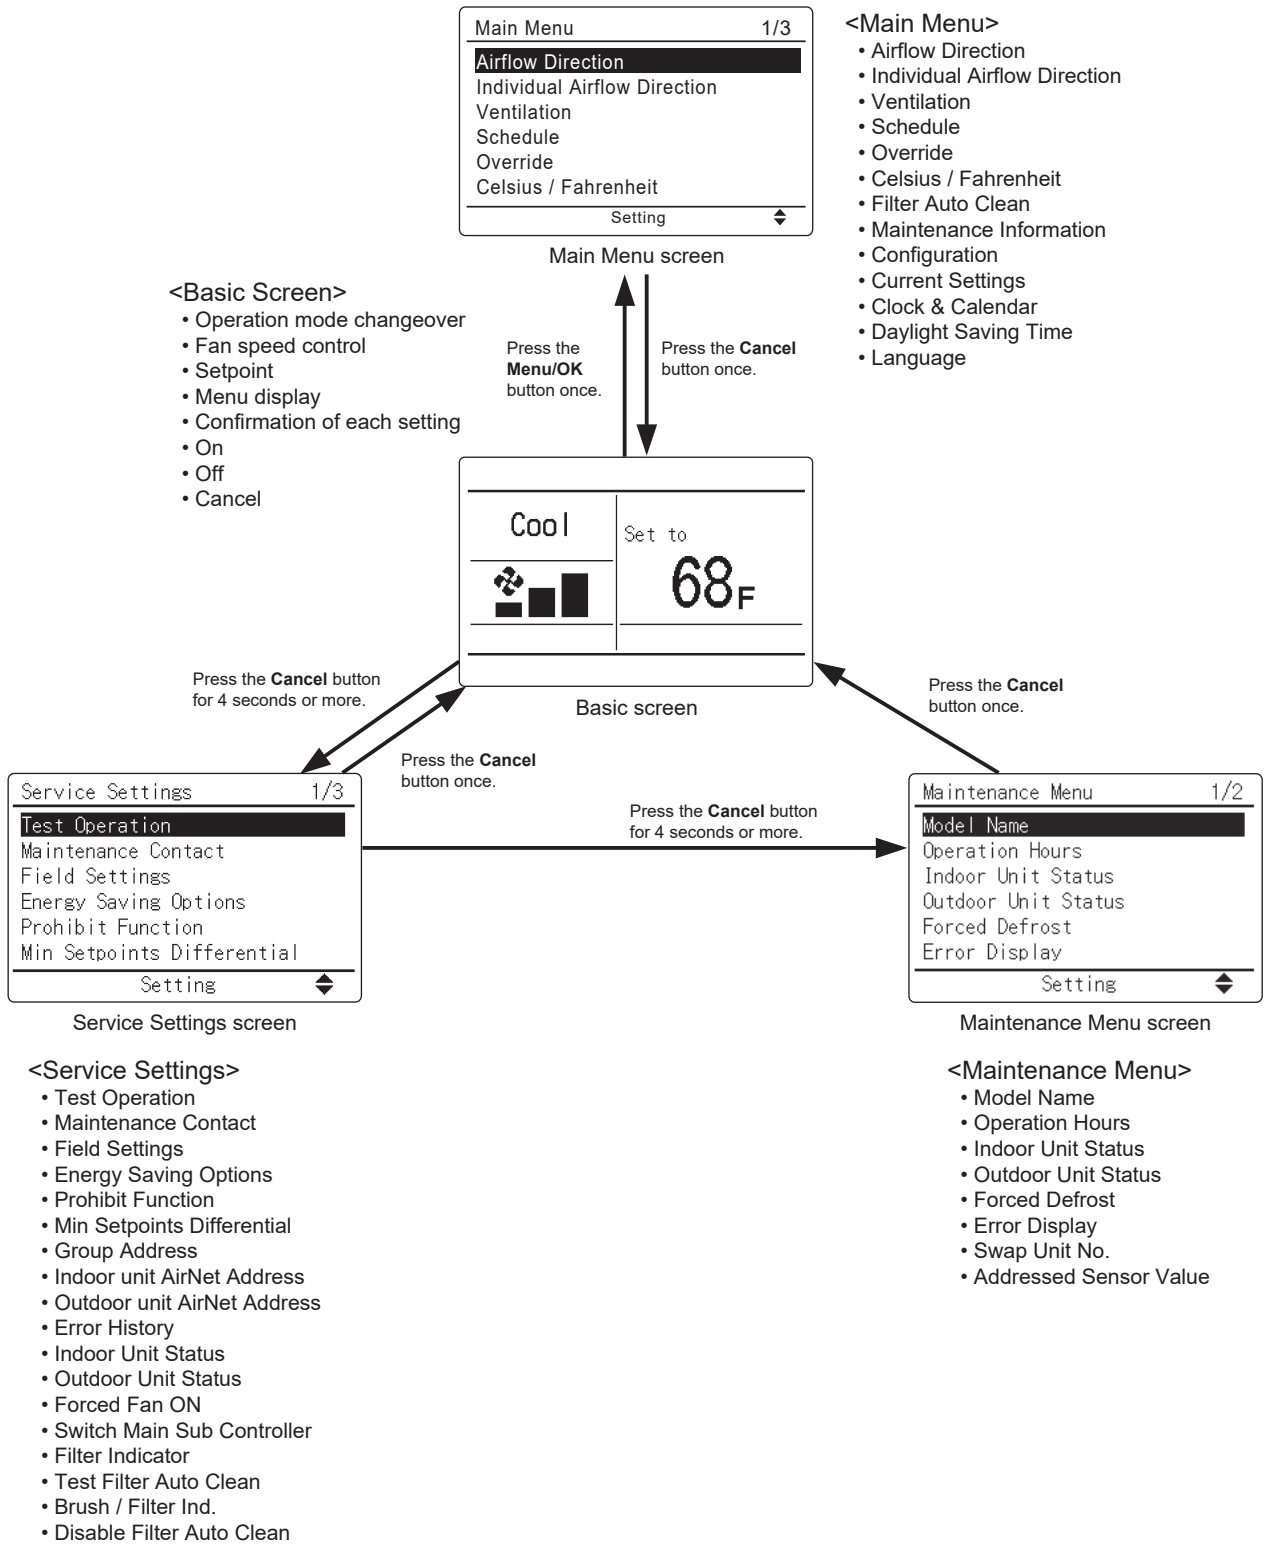 Main Menu 1/3
Airflow Direction
Individual Airflow Direction
Ventilation
Schedule
Override
Celsius / Fahrenheit
Setting
Main Menu screen
<Main Menu>
• Airflow Direction
• Individual Airflow Direction
• Ventilation
• Schedule
• Override
• Celsius / Fahrenheit
• Filter Auto Clean
• Maintenance Information
• Configuration
• Current Settings
• Clock & Calendar
• Daylight Saving Time
• Language
<Basic Screen>
• Operation mode changeover
• Fan speed control
• Setpoint
• Menu display
• Confirmation of each setting
• On
• Off
• Cancel
Press the
Menu/OK
button once.
Press the Cancel
button once.
Cool
Set to
68F
Basic screen
Press the Cancel button
for 4 seconds or more.
Press the Cancel
button once.
Press the Cancel
button once.
Press the Cancel button
for 4 seconds or more.
Service Settings 1/3
Test Operation
Maintenance Contact
Field Settings
Energy Saving Options
Prohibit Function
Min Setpoints Differential
Setting
Service Settings screen
Maintenance Menu 1/2
Model Name
Operation Hours
Indoor Unit Status
Outdoor Unit Status
Forced Defrost
Error Display
Setting
Maintenance Menu screen
<Service Settings>
• Test Operation
• Maintenance Contact
• Field Settings
• Energy Saving Options
• Prohibit Function
• Min Setpoints Differential
• Group Address
• Indoor unit AirNet Address
• Outdoor unit AirNet Address
• Error History
• Indoor Unit Status
• Outdoor Unit Status
• Forced Fan ON
• Switch Main Sub Controller
• Filter Indicator
• Test Filter Auto Clean
• Brush / Filter Ind.
• Disable Filter Auto Clean
<Maintenance Menu>
• Model Name
• Operation Hours
• Indoor Unit Status
• Outdoor Unit Status
• Forced Defrost
• Error Display
• Swap Unit No.
• Addressed Sensor Value